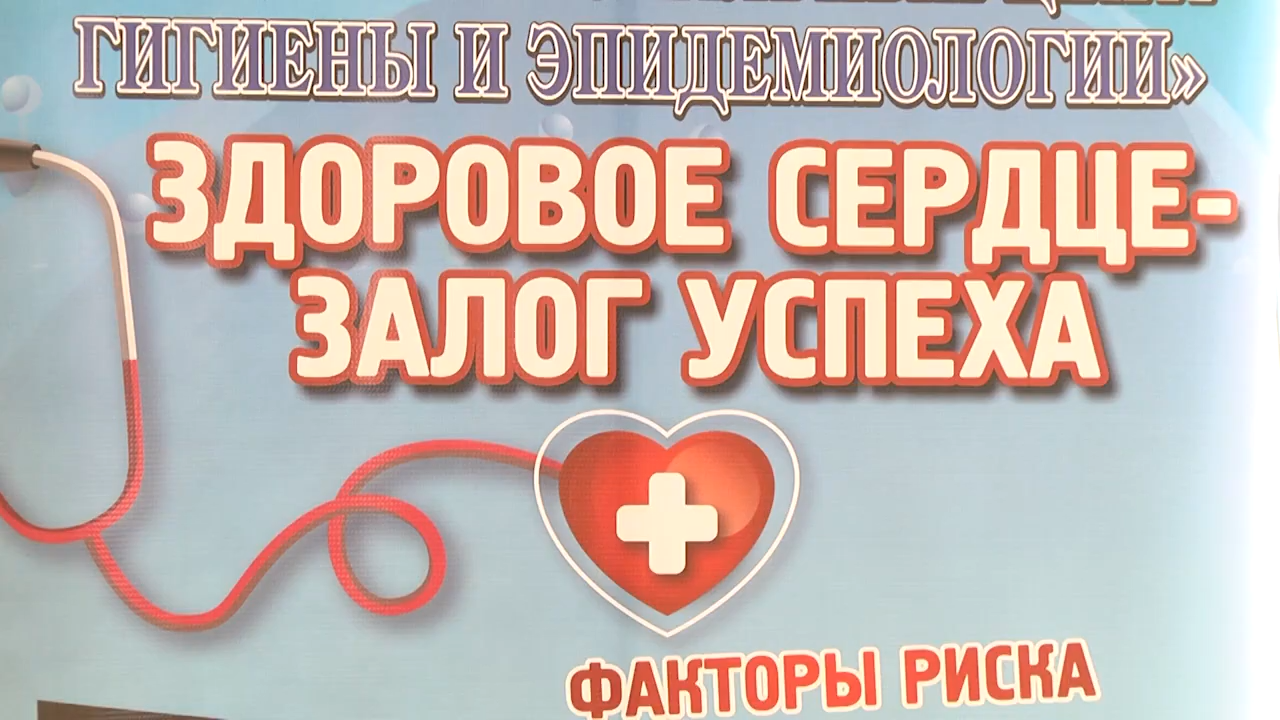 ГИГИЕНЫ И ЭПИДЕМИОЛОГИИ»
ЗДОРОВОЕ СЕРДЦЕ-
ЗАЛОГ УСПЕХА
ФАКТОРЫ РИСКА